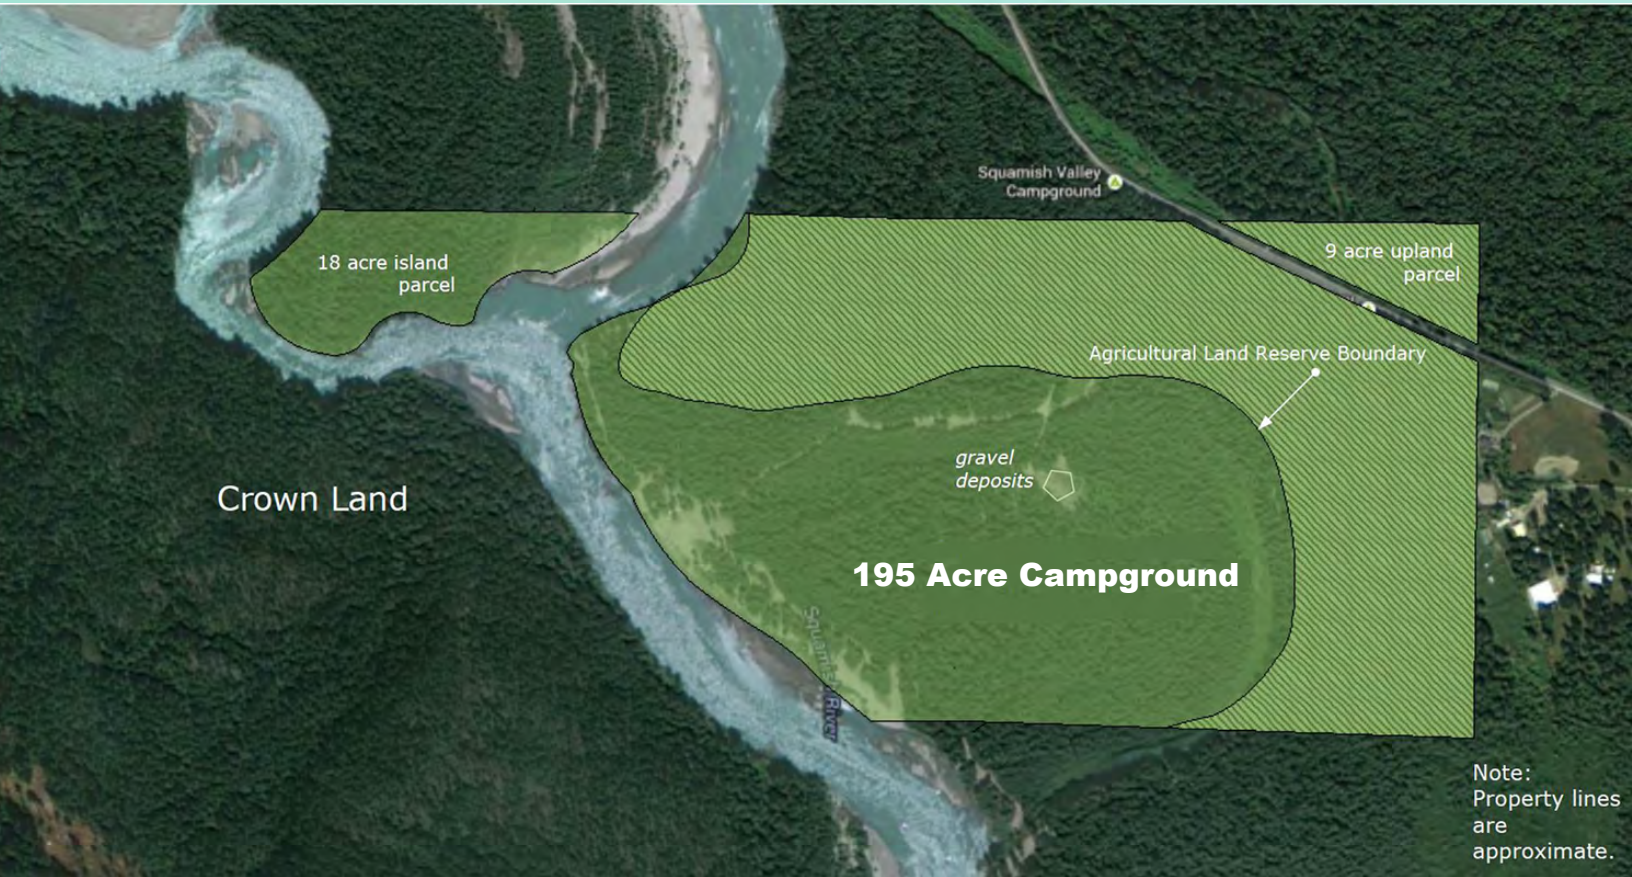 Squamish Valley
Campground
18 acre island
parcel
9 acre upland
parcel
Agricultural Land Reserve Boundary
gravel
deposits
Crown Land
195 Acre Campground
Squamish River
Note:
Property lines
are
approximate.